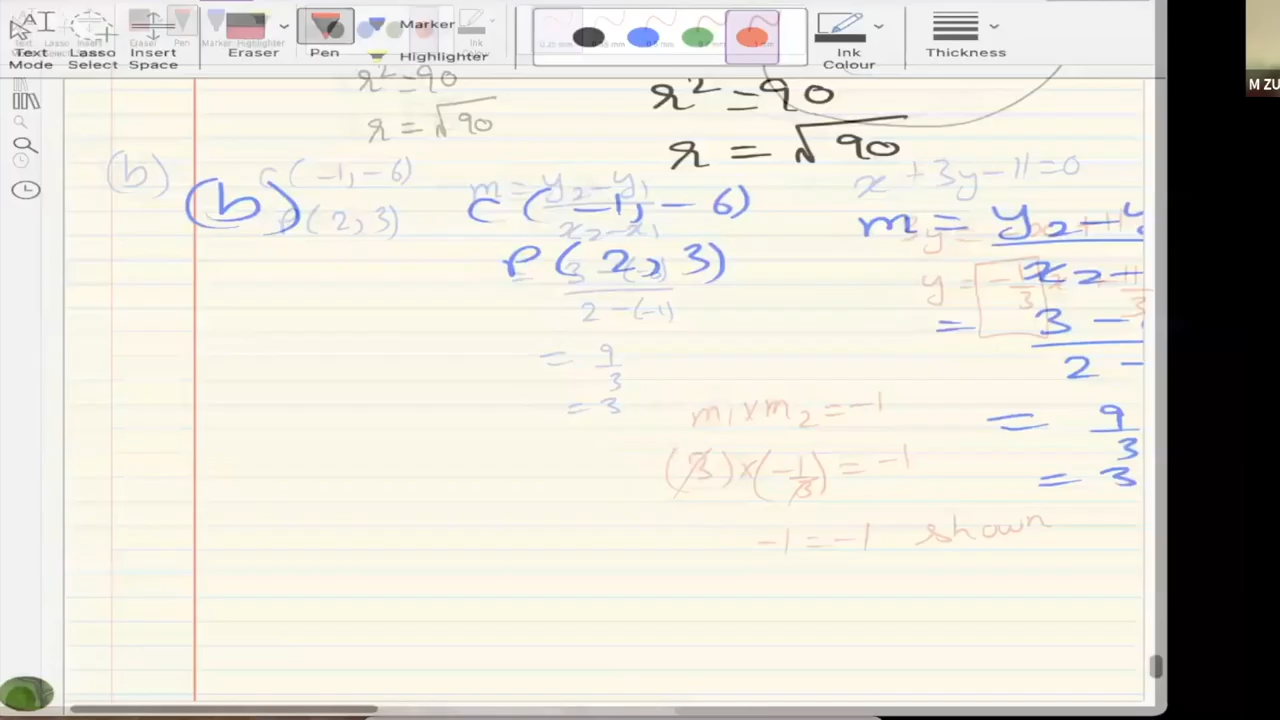 Text Mode
Lasso Select
Insert Space
Eraser
Pen
Marker
Highlighter
Ink Colour
Thickness
M ZU
r² = 90
r = √90
r² = 90
r = √90
(b)
C (-1, -6)
P (2, 3)
m = y₂-y₁
x₂-x₁
2-(-1)
= 9/3
= 3
(b)
C (-1, -6)
P (2, 3)
x + 3y - 11 = 0
m = y₂-
x₂
= 3 -
2 -
= 9/3
= 3
m₁ × m₂ = -1
(3) × (-1/3) = -1
-1 = -1 shown